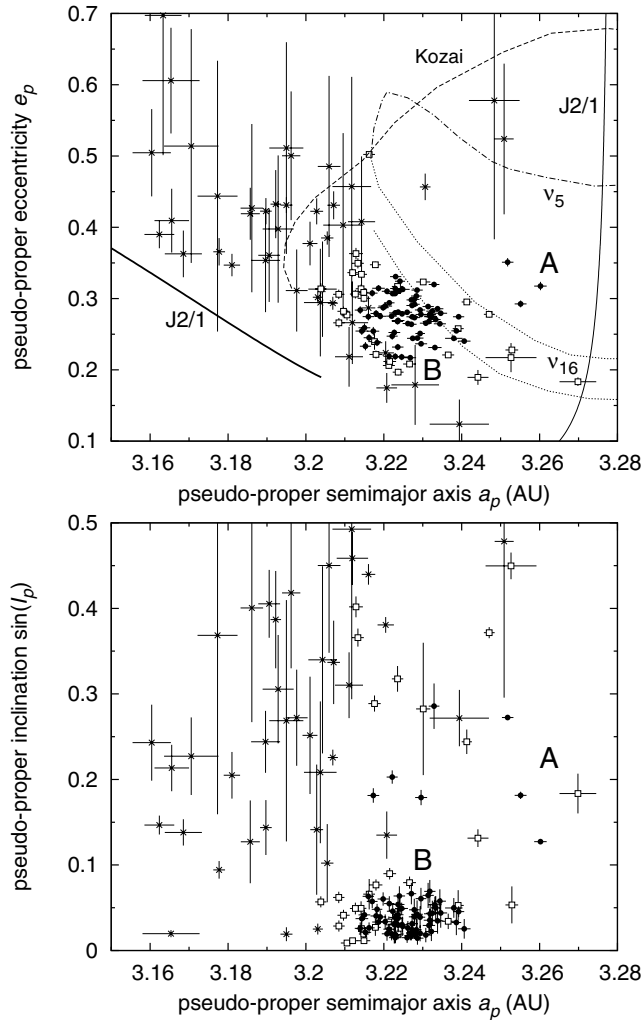 pseudo-proper eccentricity e_p
0.7
0.6
0.5
0.4
0.3
0.2
0.1
Kozai
J2/1
ν5
A
J2/1
B
ν16
3.16 3.18 3.2 3.22 3.24 3.26 3.28
pseudo-proper semimajor axis a_p (AU)
pseudo-proper inclination sin(I_p)
0.5
0.4
0.3
0.2
0.1
0
A
B
3.16 3.18 3.2 3.22 3.24 3.26 3.28
pseudo-proper semimajor axis a_p (AU)